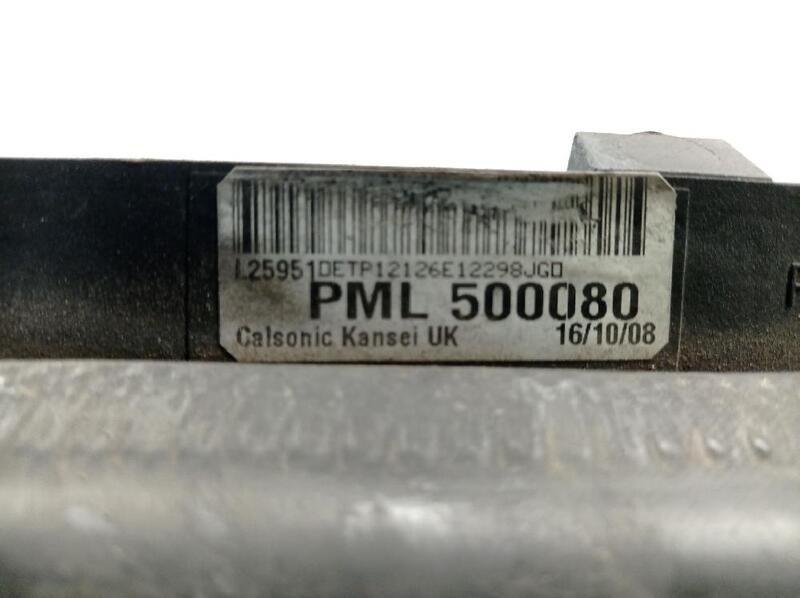 L25951DETP12126E12298JGD
PML 500080
Calsonic Kansei UK 16/10/08